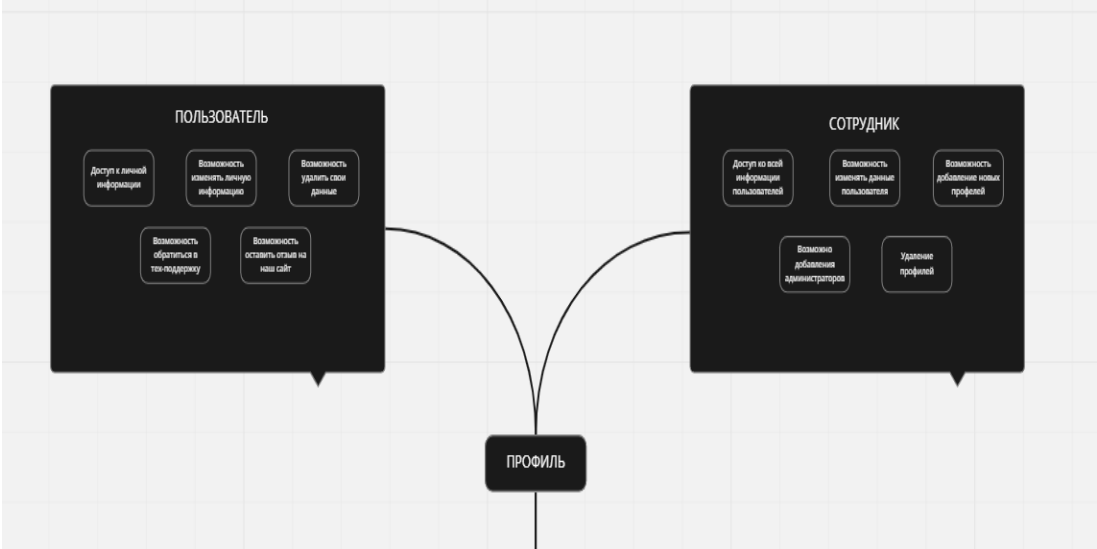 ПОЛЬЗОВАТЕЛЬ
Доступ к личной
информации
Возможность
изменять личную
информацию
Возможность
удалить свои
данные
Возможность
обратиться в
тех-поддержку
Возможность
оставить отзыв на
наш сайт
СОТРУДНИК
Доступ ко всей
информации
пользователей
Возможность
изменять данные
пользователя
Возможность
добавление новых
профелей
Возможно
добавления
администраторов
Удаление
профилей
ПРОФИЛЬ